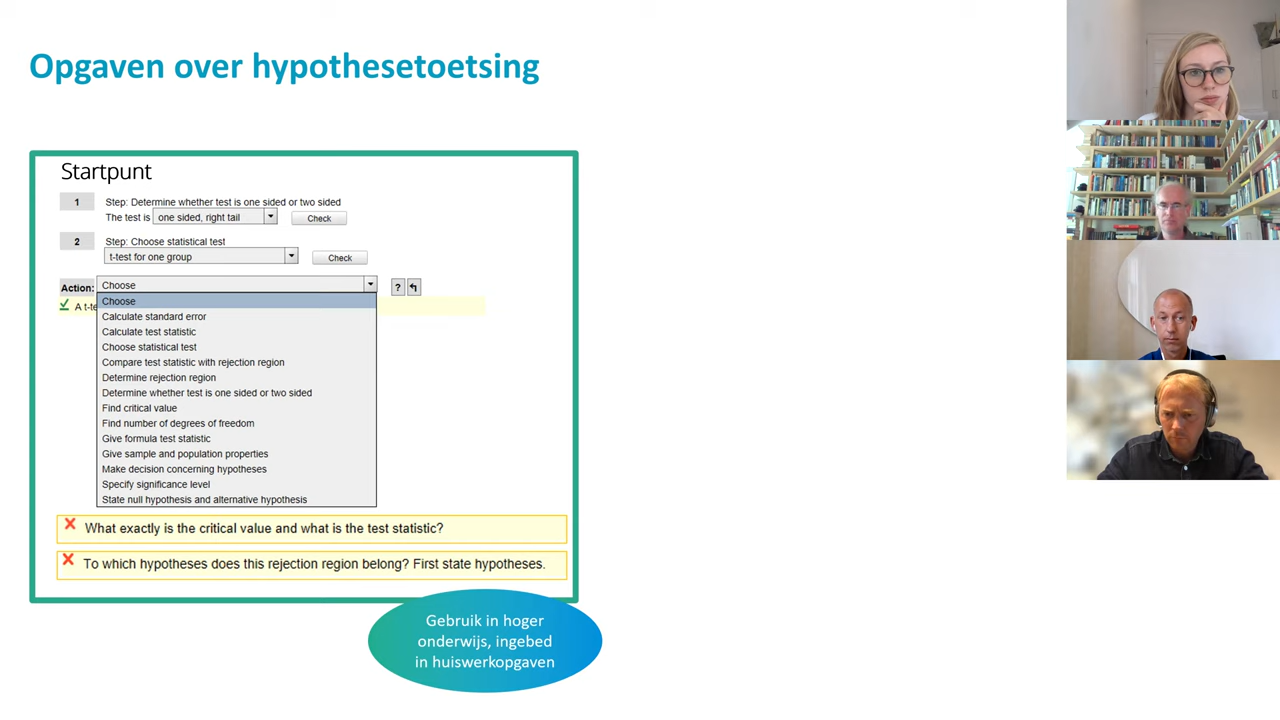 Opgaven over hypothesetoetsing
Startpunt
1 Step: Determine whether test is one sided or two sided
The test is one sided, right tail Check
2 Step: Choose statistical test
t-test for one group Check
Action: Choose ?
A t-te
Choose
Calculate standard error
Calculate test statistic
Choose statistical test
Compare test statistic with rejection region
Determine rejection region
Determine whether test is one sided or two sided
Find critical value
Find number of degrees of freedom
Give formula test statistic
Give sample and population properties
Make decision concerning hypotheses
Specify significance level
State null hypothesis and alternative hypothesis
What exactly is the critical value and what is the test statistic?
To which hypotheses does this rejection region belong? First state hypotheses.
Gebruik in hoger
onderwijs, ingebed
in huiswerkopgaven